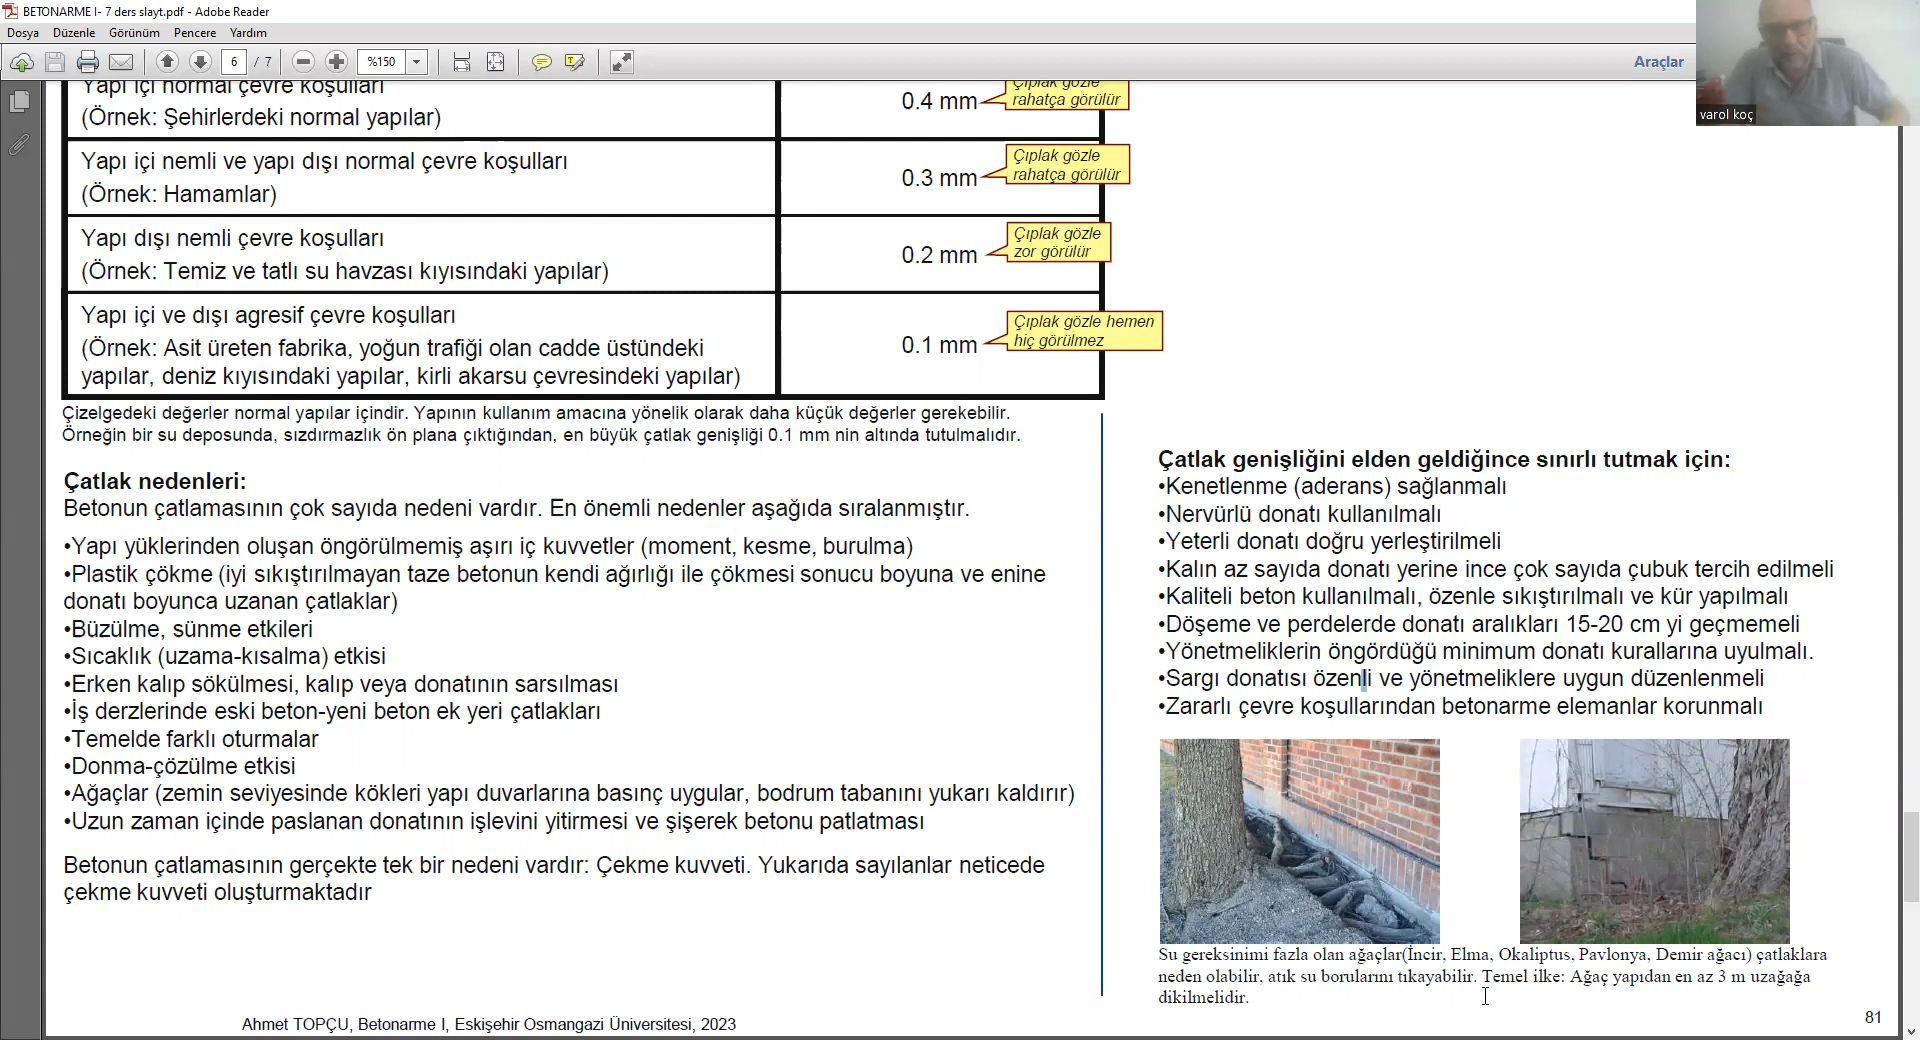 BETONARME I- 7 ders slayt.pdf - Adobe Reader
Dosya Düzenle Görünüm Pencere Yardım
6 / 7 %150 Araçlar
varol koç
Yapı içi normal çevre koşulları
(Örnek: Şehirlerdeki normal yapılar)
0.4 mm
Çıplak gözle
rahatça görülür
Yapı içi nemli ve yapı dışı normal çevre koşulları
(Örnek: Hamamlar)
0.3 mm
Çıplak gözle
rahatça görülür
Yapı dışı nemli çevre koşulları
(Örnek: Temiz ve tatlı su havzası kıyısındaki yapılar)
0.2 mm
Çıplak gözle
zor görülür
Yapı içi ve dışı agresif çevre koşulları
(Örnek: Asit üreten fabrika, yoğun trafiği olan cadde üstündeki
yapılar, deniz kıyısındaki yapılar, kirli akarsu çevresindeki yapılar)
0.1 mm
Çıplak gözle hemen
hiç görülmez
Çizelgedeki değerler normal yapılar içindir. Yapının kullanım amacına yönelik olarak daha küçük değerler gerekebilir.
Örneğin bir su deposunda, sızdırmazlık ön plana çıktığından, en büyük çatlak genişliği 0.1 mm nin altında tutulmalıdır.
Çatlak nedenleri:
Betonun çatlamasının çok sayıda nedeni vardır. En önemli nedenler aşağıda sıralanmıştır.
•Yapı yüklerinden oluşan öngörülmemiş aşırı iç kuvvetler (moment, kesme, burulma)
•Plastik çökme (iyi sıkıştırılmayan taze betonun kendi ağırlığı ile çökmesi sonucu boyuna ve enine
donatı boyunca uzanan çatlaklar)
•Büzülme, sünme etkileri
•Sıcaklık (uzama-kısalma) etkisi
•Erken kalıp sökülmesi, kalıp veya donatının sarsılması
•İş derzlerinde eski beton-yeni beton ek yeri çatlakları
•Temelde farklı oturmalar
•Donma-çözülme etkisi
•Ağaçlar (zemin seviyesinde kökleri yapı duvarlarına basınç uygular, bodrum tabanını yukarı kaldırır)
•Uzun zaman içinde paslanan donatının işlevini yitirmesi ve şişerek betonu patlatması
Betonun çatlamasının gerçekte tek bir nedeni vardır: Çekme kuvveti. Yukarıda sayılanlar neticede
çekme kuvveti oluşturmaktadır
Çatlak genişliğini elden geldiğince sınırlı tutmak için:
•Kenetlenme (aderans) sağlanmalı
•Nervürlü donatı kullanılmalı
•Yeterli donatı doğru yerleştirilmeli
•Kalın az sayıda donatı yerine ince çok sayıda çubuk tercih edilmeli
•Kaliteli beton kullanılmalı, özenle sıkıştırılmalı ve kür yapılmalı
•Döşeme ve perdelerde donatı aralıkları 15-20 cm yi geçmemeli
•Yönetmeliklerin öngördüğü minimum donatı kurallarına uyulmalı.
•Sargı donatısı özenli ve yönetmeliklere uygun düzenlenmeli
•Zararlı çevre koşullarından betonarme elemanlar korunmalı
Su gereksinimi fazla olan ağaçlar(İncir, Elma, Okaliptus, Pavlonya, Demir ağacı) çatlaklara
neden olabilir, atık su borularını tıkayabilir. Temel ilke: Ağaç yapıdan en az 3 m uzağağa
dikilmelidir.
Ahmet TOPÇU, Betonarme I, Eskişehir Osmangazi Üniversitesi, 2023
81